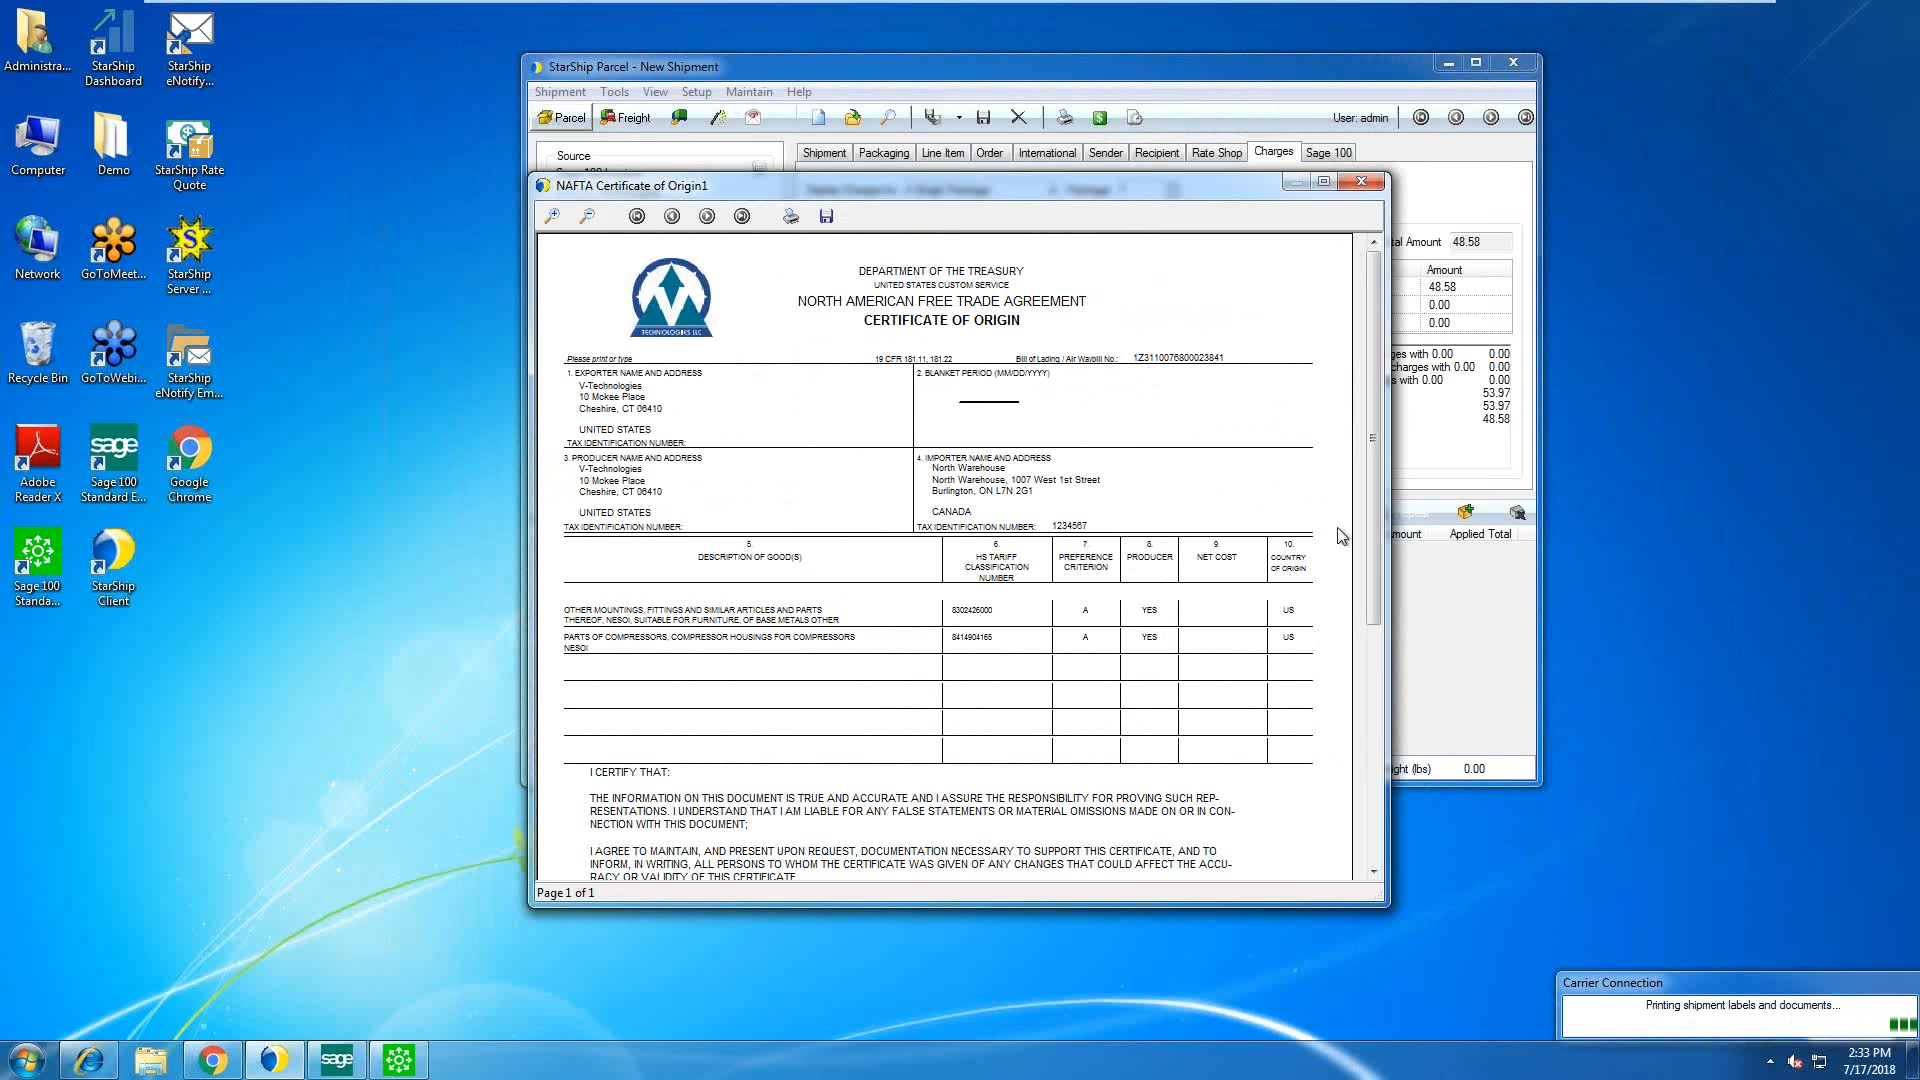 Administra...
StarShip Dashboard
StarShip eNotify...
Computer
Demo
StarShip Rate Quote
Network
GoToMeet...
StarShip Server ...
Recycle Bin
GoToWebi...
StarShip eNotify Em...
Adobe Reader X
Sage 100 Standard E...
Google Chrome
Sage 100 Standa...
StarShip Client
StarShip Parcel - New Shipment
Shipment Tools View Setup Maintain Help
Parcel Freight User: admin
Source
Shipment Packaging Line Item Order International Sender Recipient Rate Shop Charges Sage 100
NAFTA Certificate of Origin1
TECHNOLOGIES LLC
DEPARTMENT OF THE TREASURY
UNITED STATES CUSTOM SERVICE
NORTH AMERICAN FREE TRADE AGREEMENT
CERTIFICATE OF ORIGIN
Please print or type 19 CFR 181.11, 181.22 Bill of Lading / Air Waybill No.: 1Z3110076800023841
1. EXPORTER NAME AND ADDRESS
V-Technologies
10 Mckee Place
Cheshire, CT 06410
UNITED STATES
TAX IDENTIFICATION NUMBER:
2. BLANKET PERIOD (MM/DD/YYYY)
3. PRODUCER NAME AND ADDRESS
V-Technologies
10 Mckee Place
Cheshire, CT 06410
UNITED STATES
TAX IDENTIFICATION NUMBER:
4. IMPORTER NAME AND ADDRESS
North Warehouse
North Warehouse, 1007 West 1st Street
Burlington, ON L7N 2G1
CANADA
TAX IDENTIFICATION NUMBER: 1234567
5. DESCRIPTION OF GOOD(S)
6. HS TARIFF CLASSIFICATION NUMBER
7. PREFERENCE CRITERION
8. PRODUCER
9. NET COST
10. COUNTRY OF ORIGIN
OTHER MOUNTINGS, FITTINGS AND SIMILAR ARTICLES AND PARTS
THEREOF, NESOI, SUITABLE FOR FURNITURE, OF BASE METALS OTHER
8302426000 A YES US
PARTS OF COMPRESSORS, COMPRESSOR HOUSINGS FOR COMPRESSORS
NESOI
8414904165 A YES US
I CERTIFY THAT:
THE INFORMATION ON THIS DOCUMENT IS TRUE AND ACCURATE AND I ASSURE THE RESPONSIBILITY FOR PROVING SUCH REP-
RESENTATIONS. I UNDERSTAND THAT I AM LIABLE FOR ANY FALSE STATEMENTS OR MATERIAL OMISSIONS MADE ON OR IN CON-
NECTION WITH THIS DOCUMENT;
I AGREE TO MAINTAIN, AND PRESENT UPON REQUEST, DOCUMENTATION NECESSARY TO SUPPORT THIS CERTIFICATE, AND TO
INFORM, IN WRITING, ALL PERSONS TO WHOM THE CERTIFICATE WAS GIVEN OF ANY CHANGES THAT COULD AFFECT THE ACCU-
RACY OR VALIDITY OF THIS CERTIFICATE
Page 1 of 1
tal Amount 48.58
Amount
48.58
0.00
0.00
ges with 0.00 0.00
charges with 0.00 0.00
s with 0.00 0.00
53.97
53.97
48.58
mount Applied Total
ight (lbs) 0.00
Carrier Connection
Printing shipment labels and documents...
sage
2:33 PM
7/17/2018